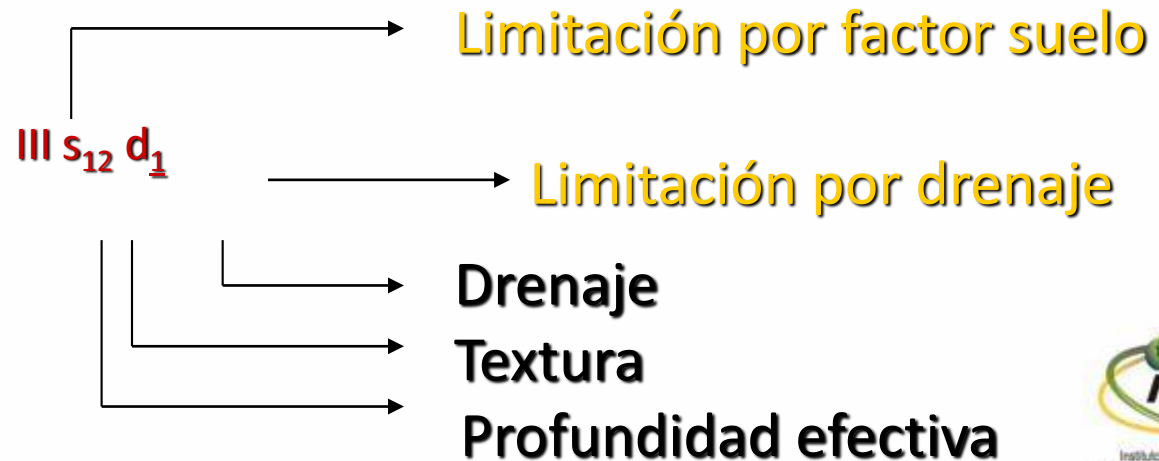 Limitación por factor suelo
III s₁₂ d₁
Limitación por drenaje
Drenaje
Textura
Profundidad efectiva